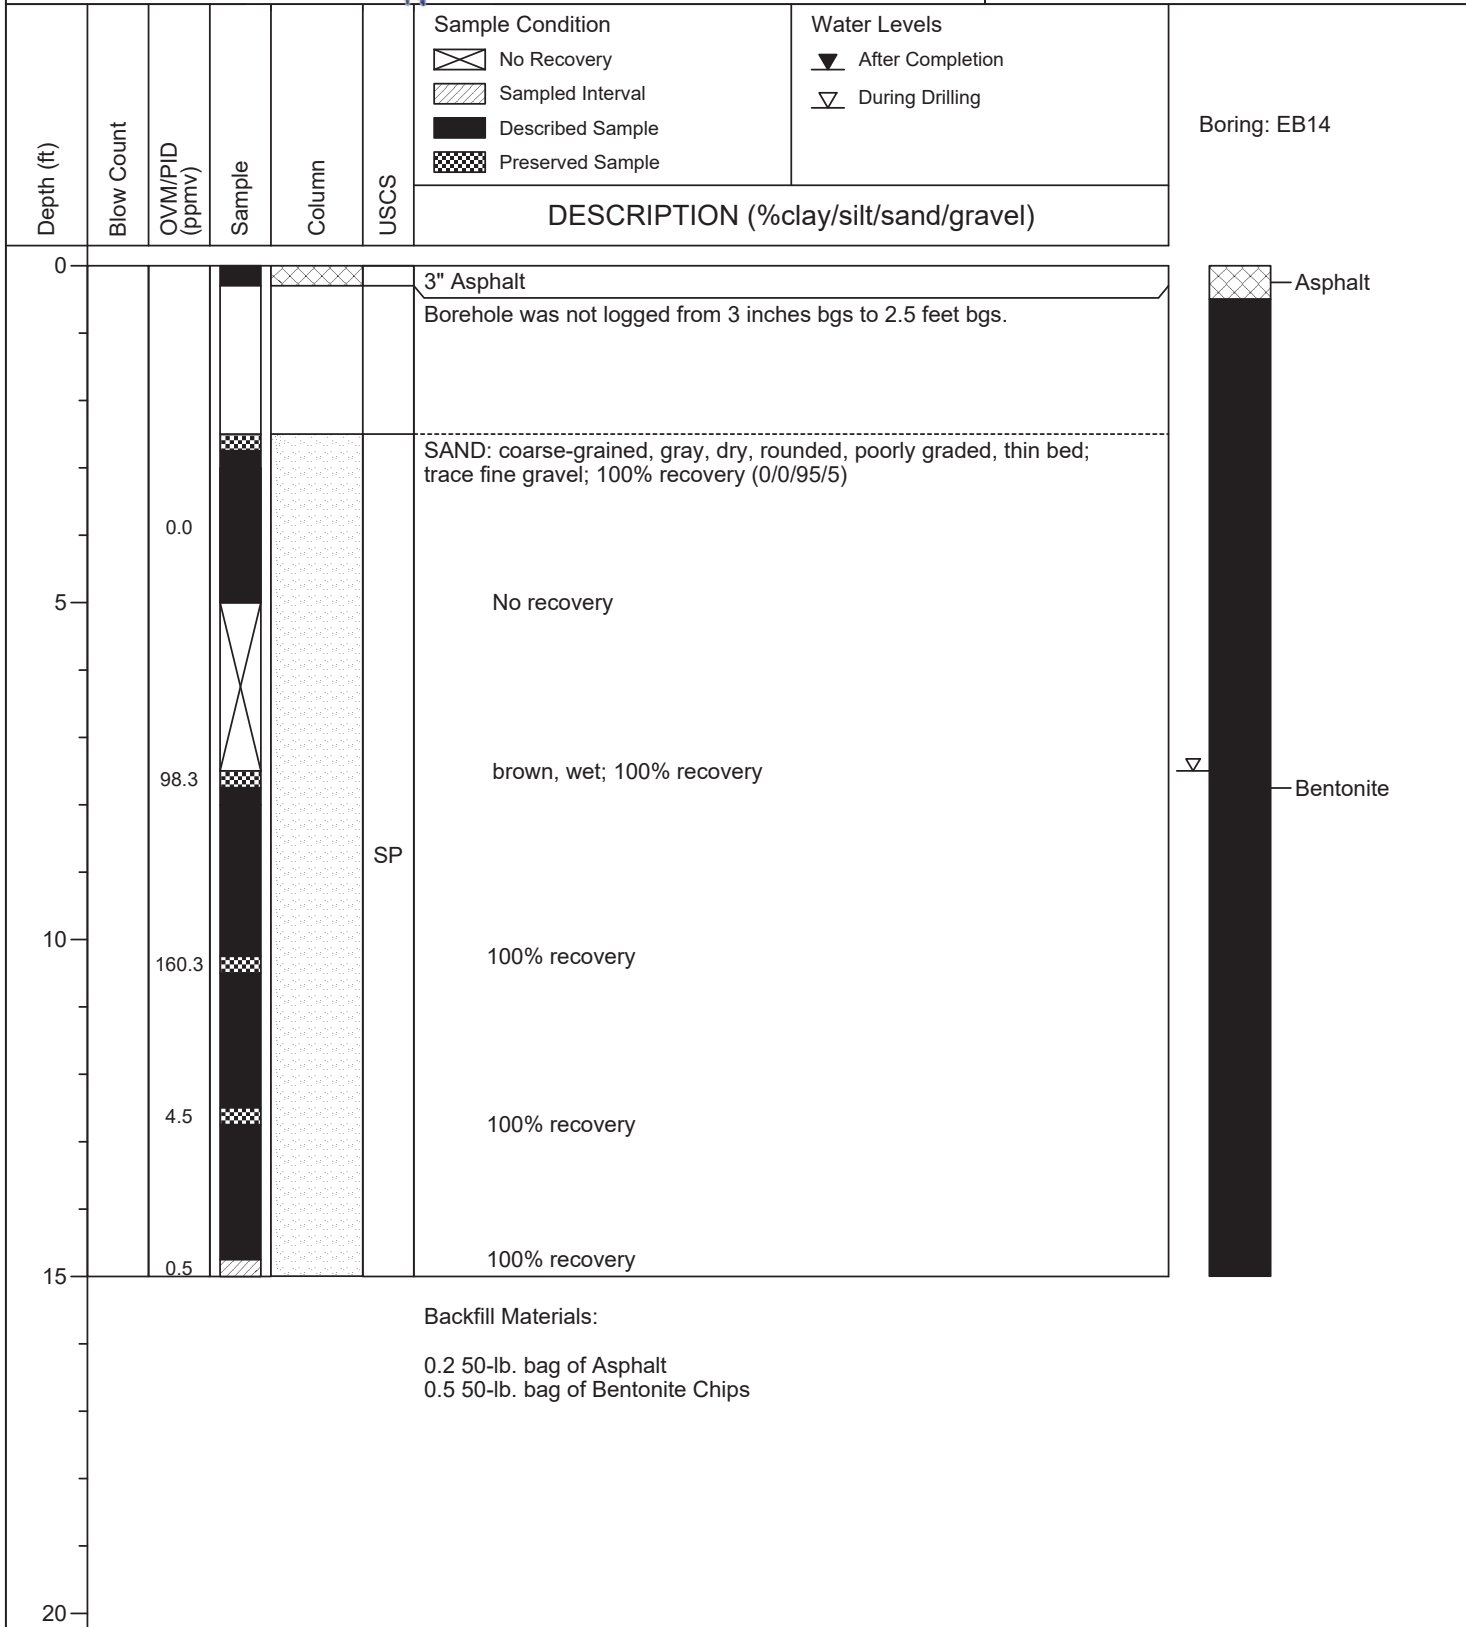 Sample Condition
No Recovery
Sampled Interval
Described Sample
Preserved Sample
Water Levels
After Completion
During Drilling
Boring: EB14
Depth (ft)
Blow Count
OVM/PID
(ppmv)
Sample
Column
USCS
DESCRIPTION (%clay/silt/sand/gravel)
0
3" Asphalt
Asphalt
Borehole was not logged from 3 inches bgs to 2.5 feet bgs.
SAND: coarse-grained, gray, dry, rounded, poorly graded, thin bed;
trace fine gravel; 100% recovery (0/0/95/5)
0.0
5
No recovery
98.3
brown, wet; 100% recovery
Bentonite
SP
10
160.3
100% recovery
4.5
100% recovery
0.5
100% recovery
15
Backfill Materials:
0.2 50-lb. bag of Asphalt
0.5 50-lb. bag of Bentonite Chips
20